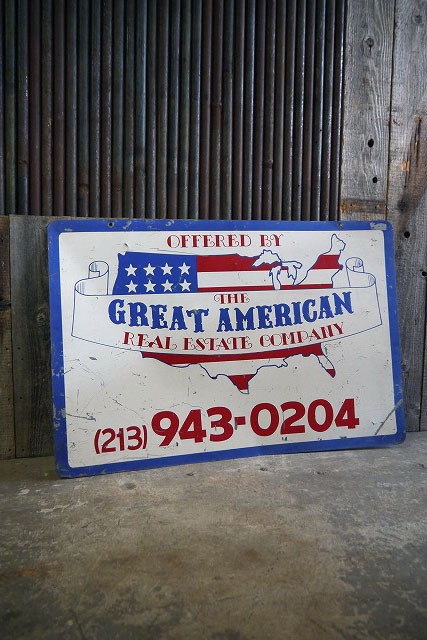 OFFERED BY
THE
GREAT AMERICAN
REAL ESTATE COMPANY
(213) 943-0204